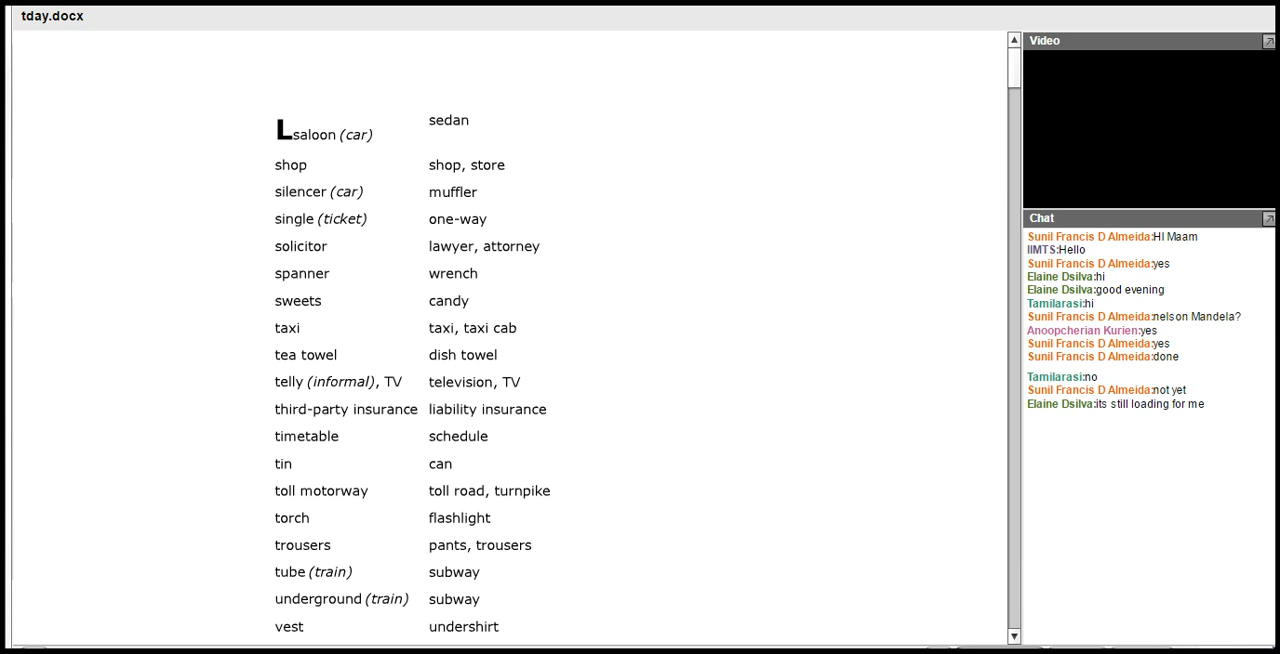 tday.docx
Lsaloon (car) sedan
shop shop, store
silencer (car) muffler
single (ticket) one-way
solicitor lawyer, attorney
spanner wrench
sweets candy
taxi taxi, taxi cab
tea towel dish towel
telly (informal), TV television, TV
third-party insurance liability insurance
timetable schedule
tin can
toll motorway toll road, turnpike
torch flashlight
trousers pants, trousers
tube (train) subway
underground (train) subway
vest undershirt
Video
Chat
Sunil Francis D Almeida:HI Maam
IIMTS:Hello
Sunil Francis D Almeida:yes
Elaine Dsilva:hi
Elaine Dsilva:good evening
Tamilarasi:hi
Sunil Francis D Almeida:nelson Mandela?
Anoopcherian Kurien:yes
Sunil Francis D Almeida:yes
Sunil Francis D Almeida:done
Tamilarasi:no
Sunil Francis D Almeida:not yet
Elaine Dsilva:its still loading for me